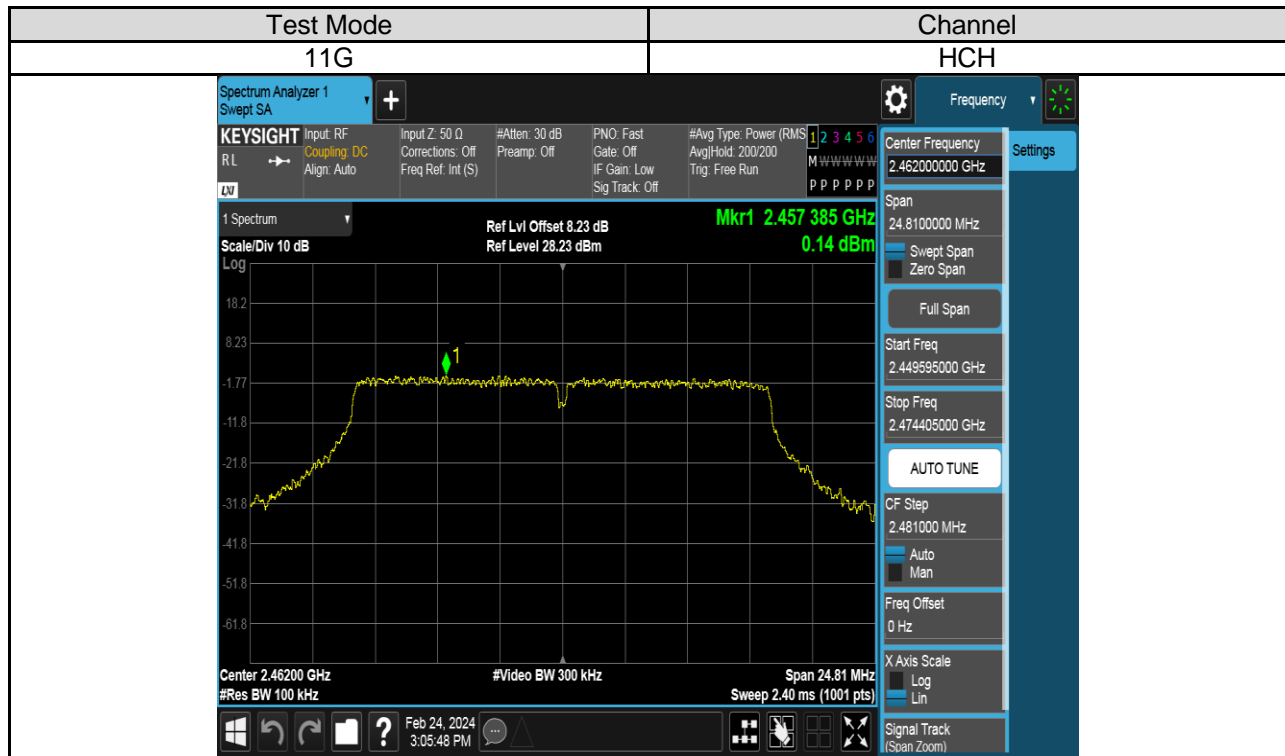 Test Mode Channel
11G HCH
Spectrum Analyzer 1
Swept SA
+
Frequency
KEYSIGHT
RL
LXI
Input: RF
Coupling: DC
Align: Auto
Input Z: 50 Ω
Corrections: Off
Freq Ref: Int (S)
#Atten: 30 dB
Preamp: Off
PNO: Fast
Gate: Off
IF Gain: Low
Sig Track: Off
#Avg Type: Power (RMS
Avg|Hold: 200/200
Trig: Free Run
1 2 3 4 5 6
M W W W W W
P P P P P P
1 Spectrum
Scale/Div 10 dB
Ref Lvl Offset 8.23 dB
Ref Level 28.23 dBm
Mkr1 2.457 385 GHz
0.14 dBm
Log
18.2
8.23
-1.77
-11.8
-21.8
-31.8
-41.8
-51.8
-61.8
1
Center 2.46200 GHz
#Res BW 100 kHz
#Video BW 300 kHz
Span 24.81 MHz
Sweep 2.40 ms (1001 pts)
Center Frequency
2.462000000 GHz
Settings
Span
24.8100000 MHz
Swept Span
Zero Span
Full Span
Start Freq
2.449595000 GHz
Stop Freq
2.474405000 GHz
AUTO TUNE
CF Step
2.481000 MHz
Auto
Man
Freq Offset
0 Hz
X Axis Scale
Log
Lin
Signal Track
(Span Zoom)
?
Feb 24, 2024
3:05:48 PM